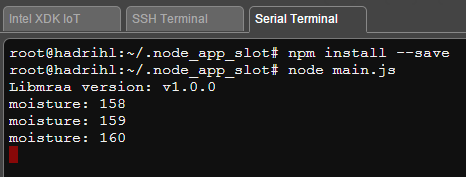 Intel XDK IoT SSH Terminal Serial Terminal
root@hadrihl:~/.node_app_slot# npm install --save
root@hadrihl:~/.node_app_slot# node main.js
Libmraa version: v1.0.0
moisture: 158
moisture: 159
moisture: 160